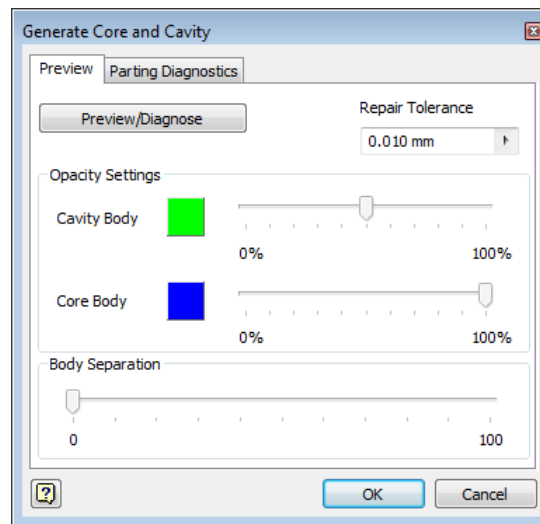 Generate Core and Cavity
Preview
Parting Diagnostics
Preview/Diagnose
Repair Tolerance
0.010 mm
Opacity Settings
Cavity Body
0%
100%
Core Body
0%
100%
Body Separation
0
100
?
OK
Cancel